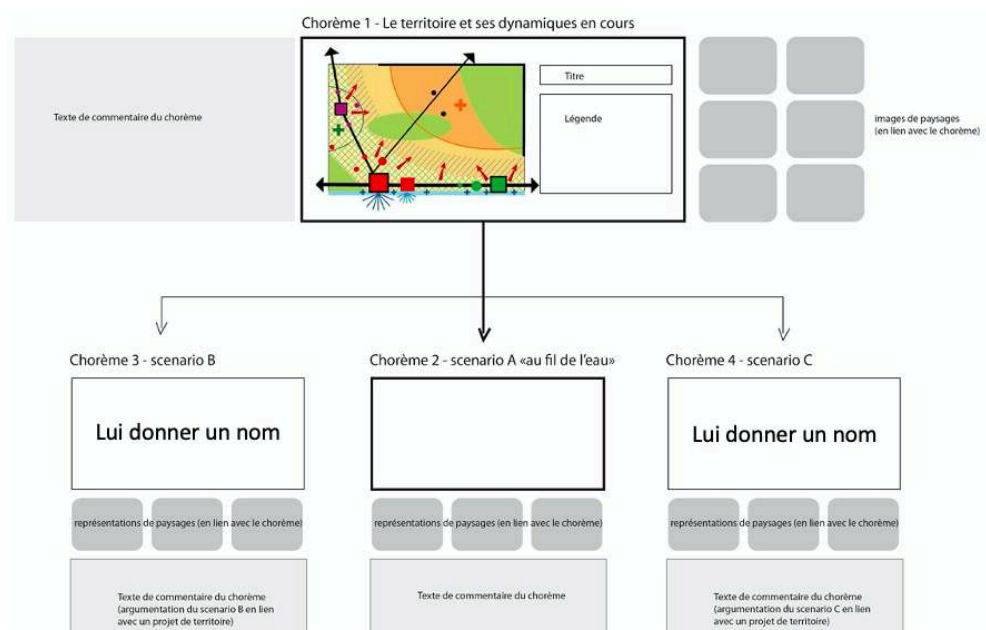 Chorème 1 - Le territoire et ses dynamiques en cours
Texte de commentaire du chorème
Titre
Légende
images de paysages
(en lien avec le chorème)
Chorème 3 - scenario B
Chorème 2 - scenario A «au fil de l'eau»
Chorème 4 - scenario C
Lui donner un nom
Lui donner un nom
représentations de paysages (en lien avec le chorème)
représentations de paysages (en lien avec le chorème)
représentations de paysages (en lien avec le chorème)
Texte de commentaire du chorème
(argumentation du scenario B en lien
avec un projet de territoire)
Texte de commentaire du chorème
Texte de commentaire du chorème
(argumentation du scenario C en lien
avec un projet de territoire)